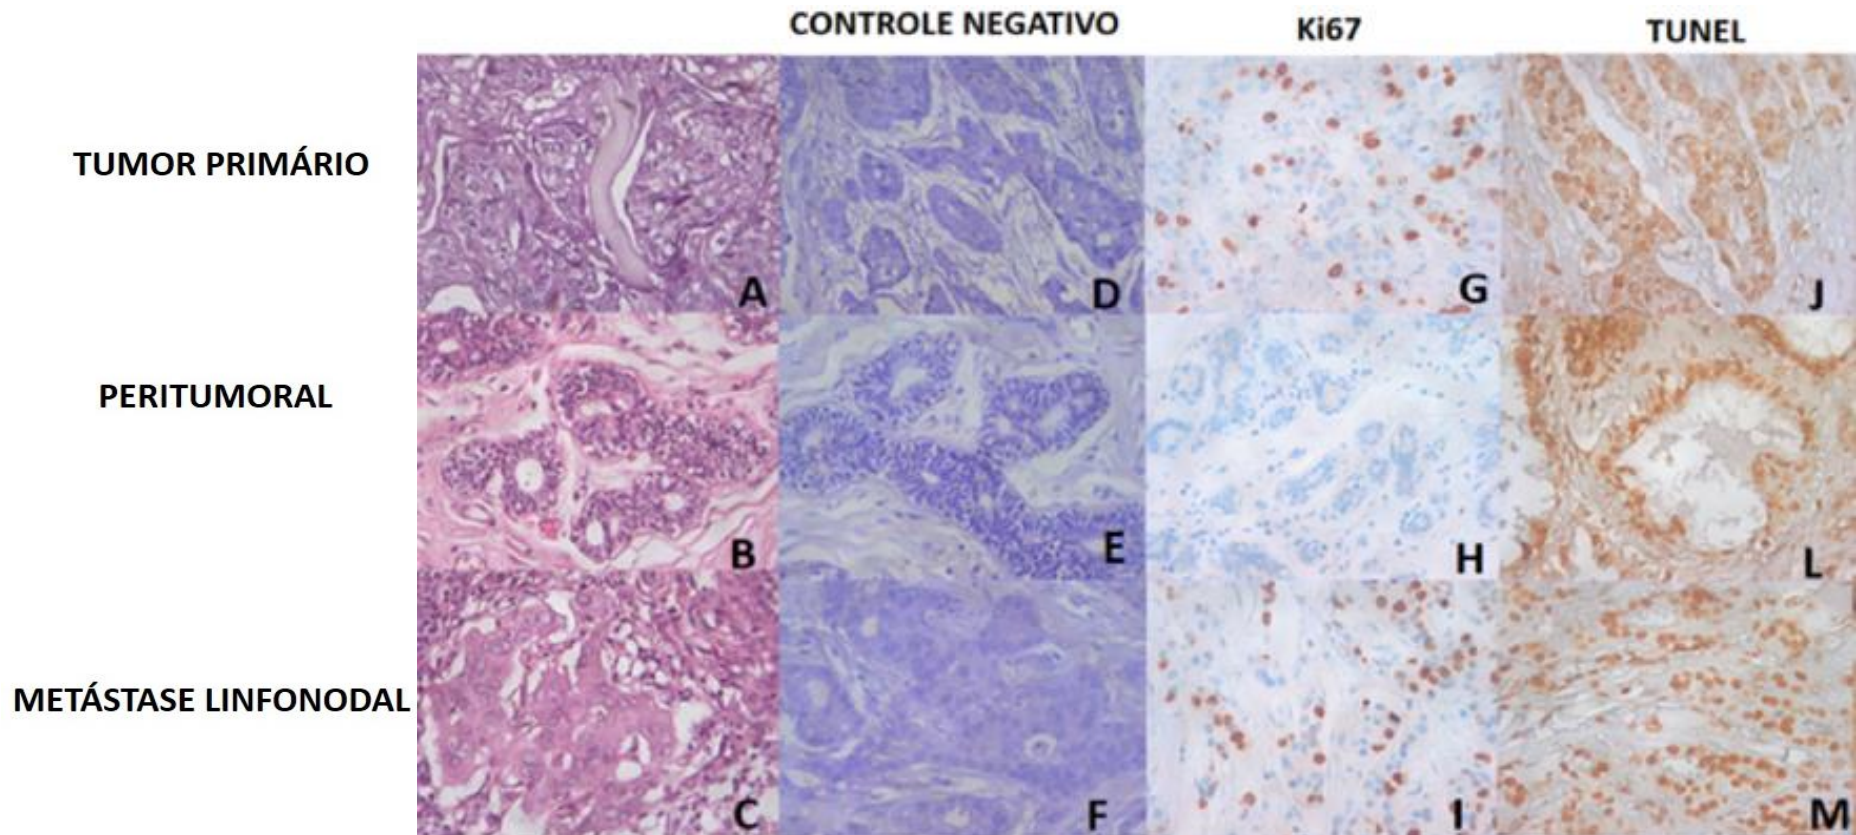 CONTROLE NEGATIVO Ki67 TUNEL
TUMOR PRIMÁRIO
A D G J
PERITUMORAL
B E H L
METÁSTASE LINFONODAL
C F I M